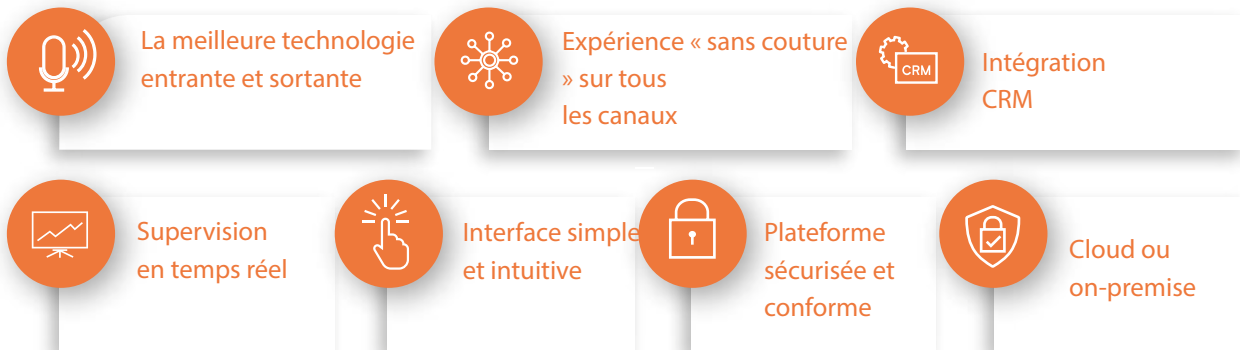 La meilleure technologie
entrante et sortante
Expérience « sans couture
» sur tous
les canaux
CRM
Intégration
CRM
Supervision
en temps réel
Interface simple
et intuitive
Plateforme
sécurisée et
conforme
Cloud ou
on-premise